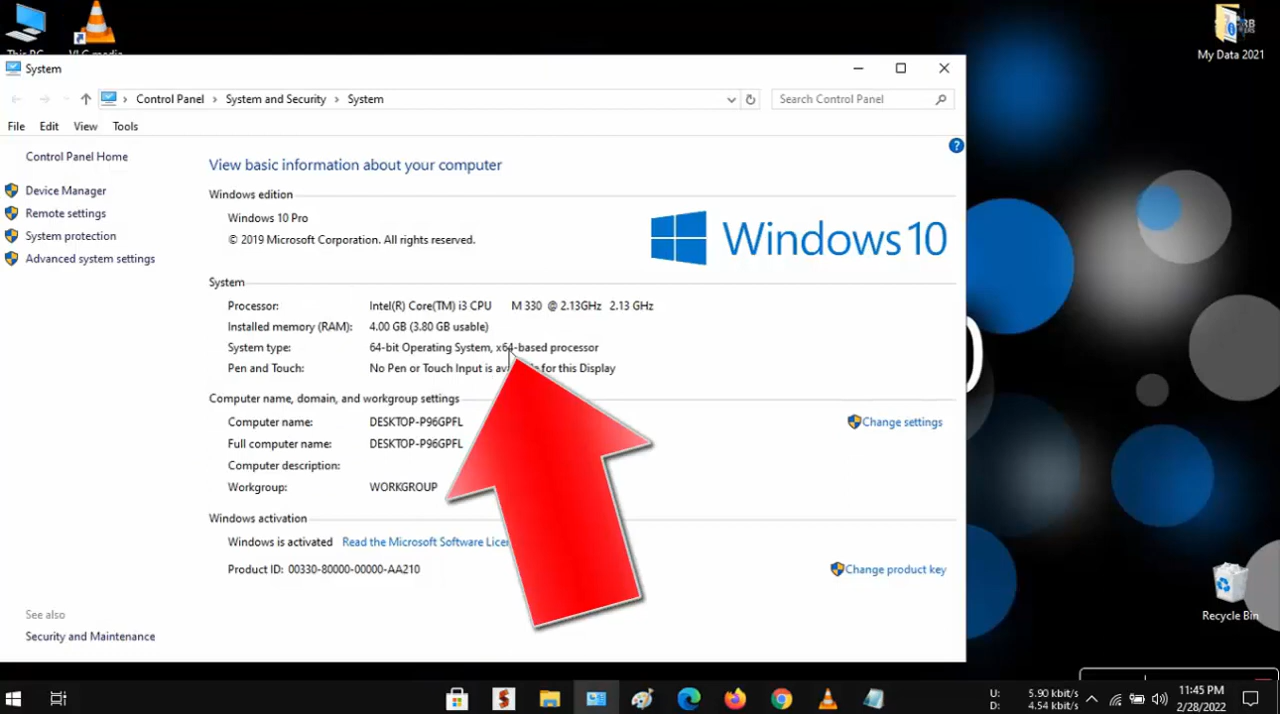 This PC
VLC media
My Data 2021
System
Control Panel > System and Security > System
Search Control Panel
File Edit View Tools
Control Panel Home
Device Manager
Remote settings
System protection
Advanced system settings
View basic information about your computer
Windows edition
Windows 10 Pro
© 2019 Microsoft Corporation. All rights reserved.
Windows 10
System
Processor: Intel(R) Core(TM) i3 CPU M 330 @ 2.13GHz 2.13 GHz
Installed memory (RAM): 4.00 GB (3.80 GB usable)
System type: 64-bit Operating System, x64-based processor
Pen and Touch: No Pen or Touch Input is for this Display
Computer name, domain, and workgroup settings
Computer name: DESKTOP-P96GPFL
Change settings
Full computer name: DESKTOP-P96GPFL
Computer description:
Workgroup: WORKGROUP
Windows activation
Windows is activated Read the Microsoft Software
Product ID: 00330-80000-00000-AA210
Change product key
See also
Security and Maintenance
Recycle Bin
U: 5.90 kbit/s
D: 4.54 kbit/s
11:45 PM
2/28/2022